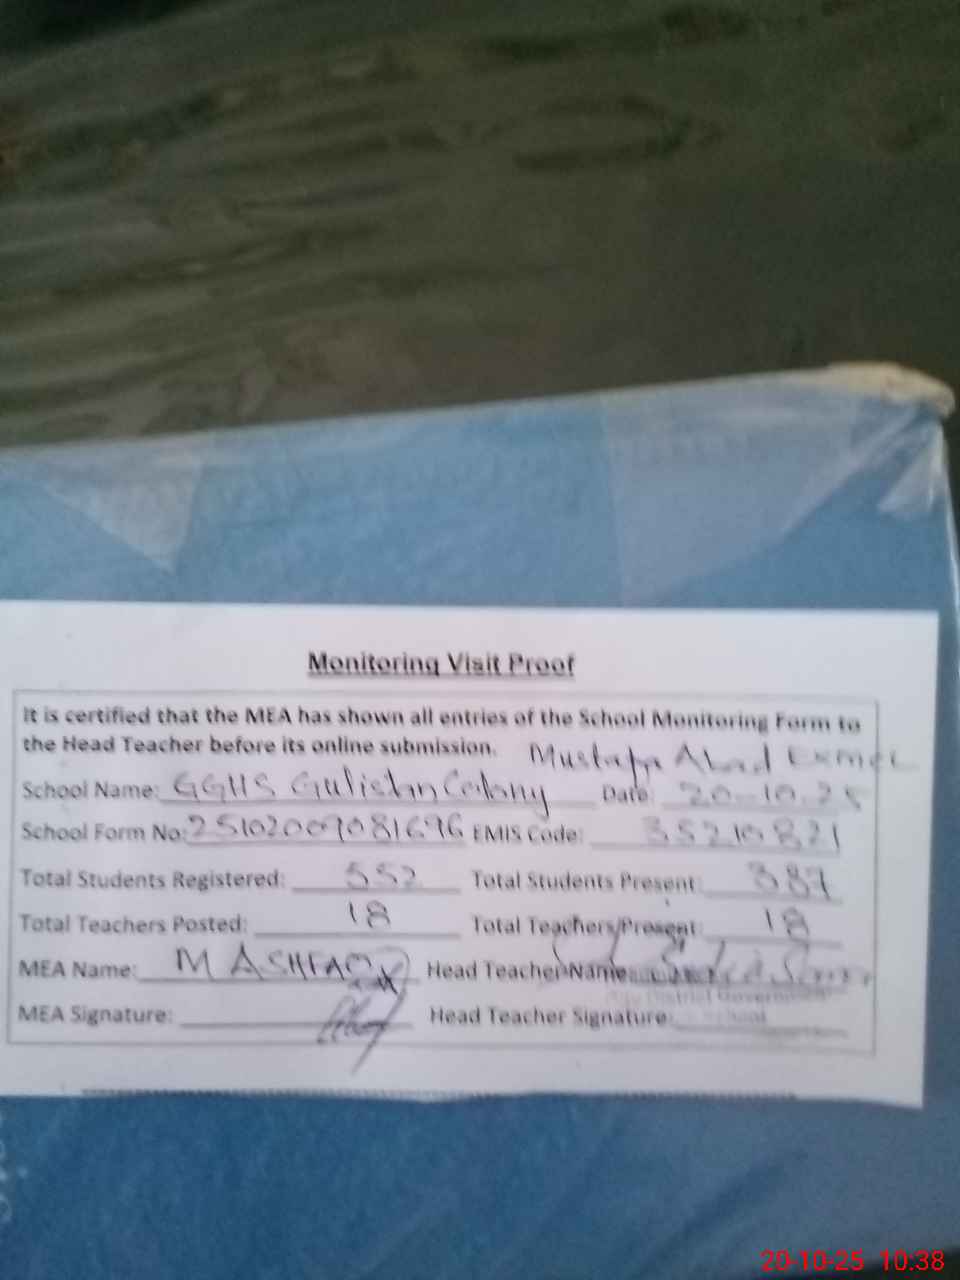 Monitoring Visit Proof
It is certified that the MEA has shown all entries of the School Monitoring Form to
the Head Teacher before its online submission. Mustafa Abad
School Name: GGHS Gulistan Colony Date: 20-10-25
School Form No: EMIS Code: 35210821
Total Students Registered: 552 Total Students Present: 387
Total Teachers Posted: 18 Total Teachers Present: 18
MEA Name: M ASHFAQ Head Teacher Name:
District Government
MEA Signature: Head Teacher Signature:
School
20-10-25 10:38